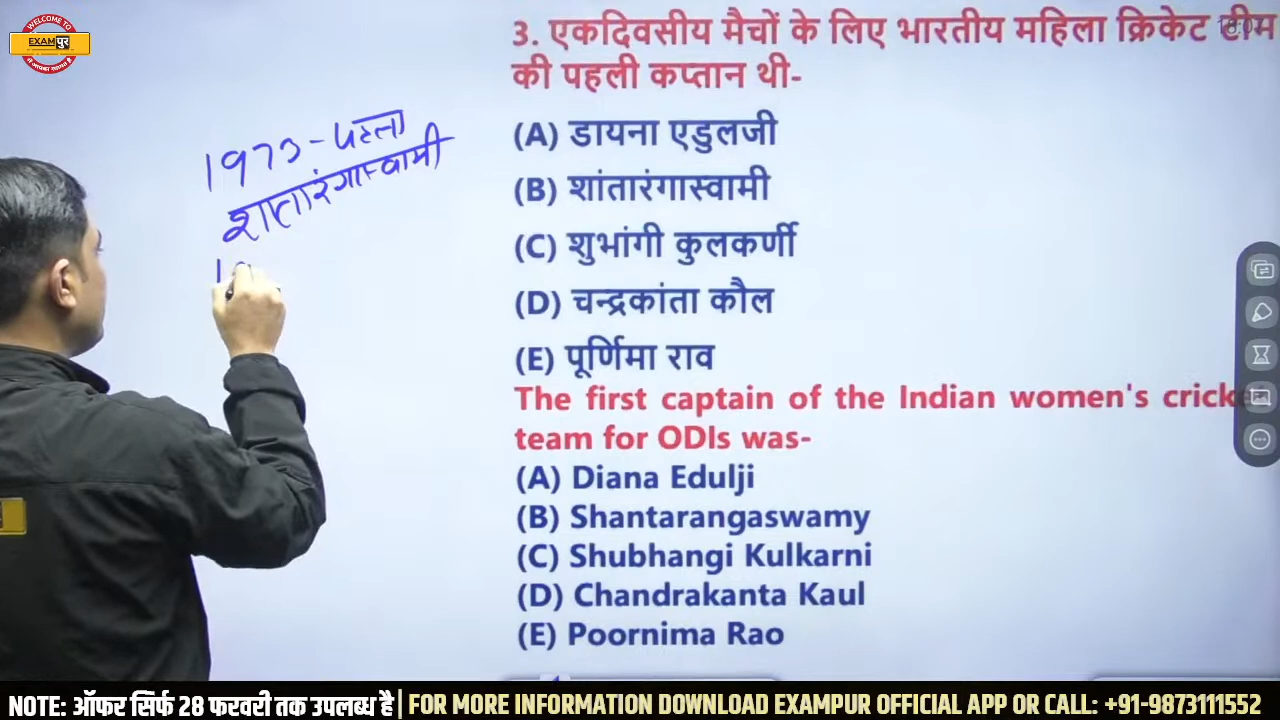 WELCOME TO
EXAMपुर
3. एकदिवसीय मैचों के लिए भारतीय महिला क्रिकेट टीम
की पहली कप्तान थी-
(A) डायना एडुलजी
(B) शांतारंगास्वामी
(C) शुभांगी कुलकर्णी
(D) चन्द्रकांता कौल
(E) पूर्णिमा राव
The first captain of the Indian women's cricke
team for ODIs was-
(A) Diana Edulji
(B) Shantarangaswamy
(C) Shubhangi Kulkarni
(D) Chandrakanta Kaul
(E) Poornima Rao
1973-पहला
शातारंगास्वामी
NOTE: ऑफर सिर्फ 28 फरवरी तक उपलब्ध है | FOR MORE INFORMATION DOWNLOAD EXAMPUR OFFICIAL APP OR CALL: +91-9873111552